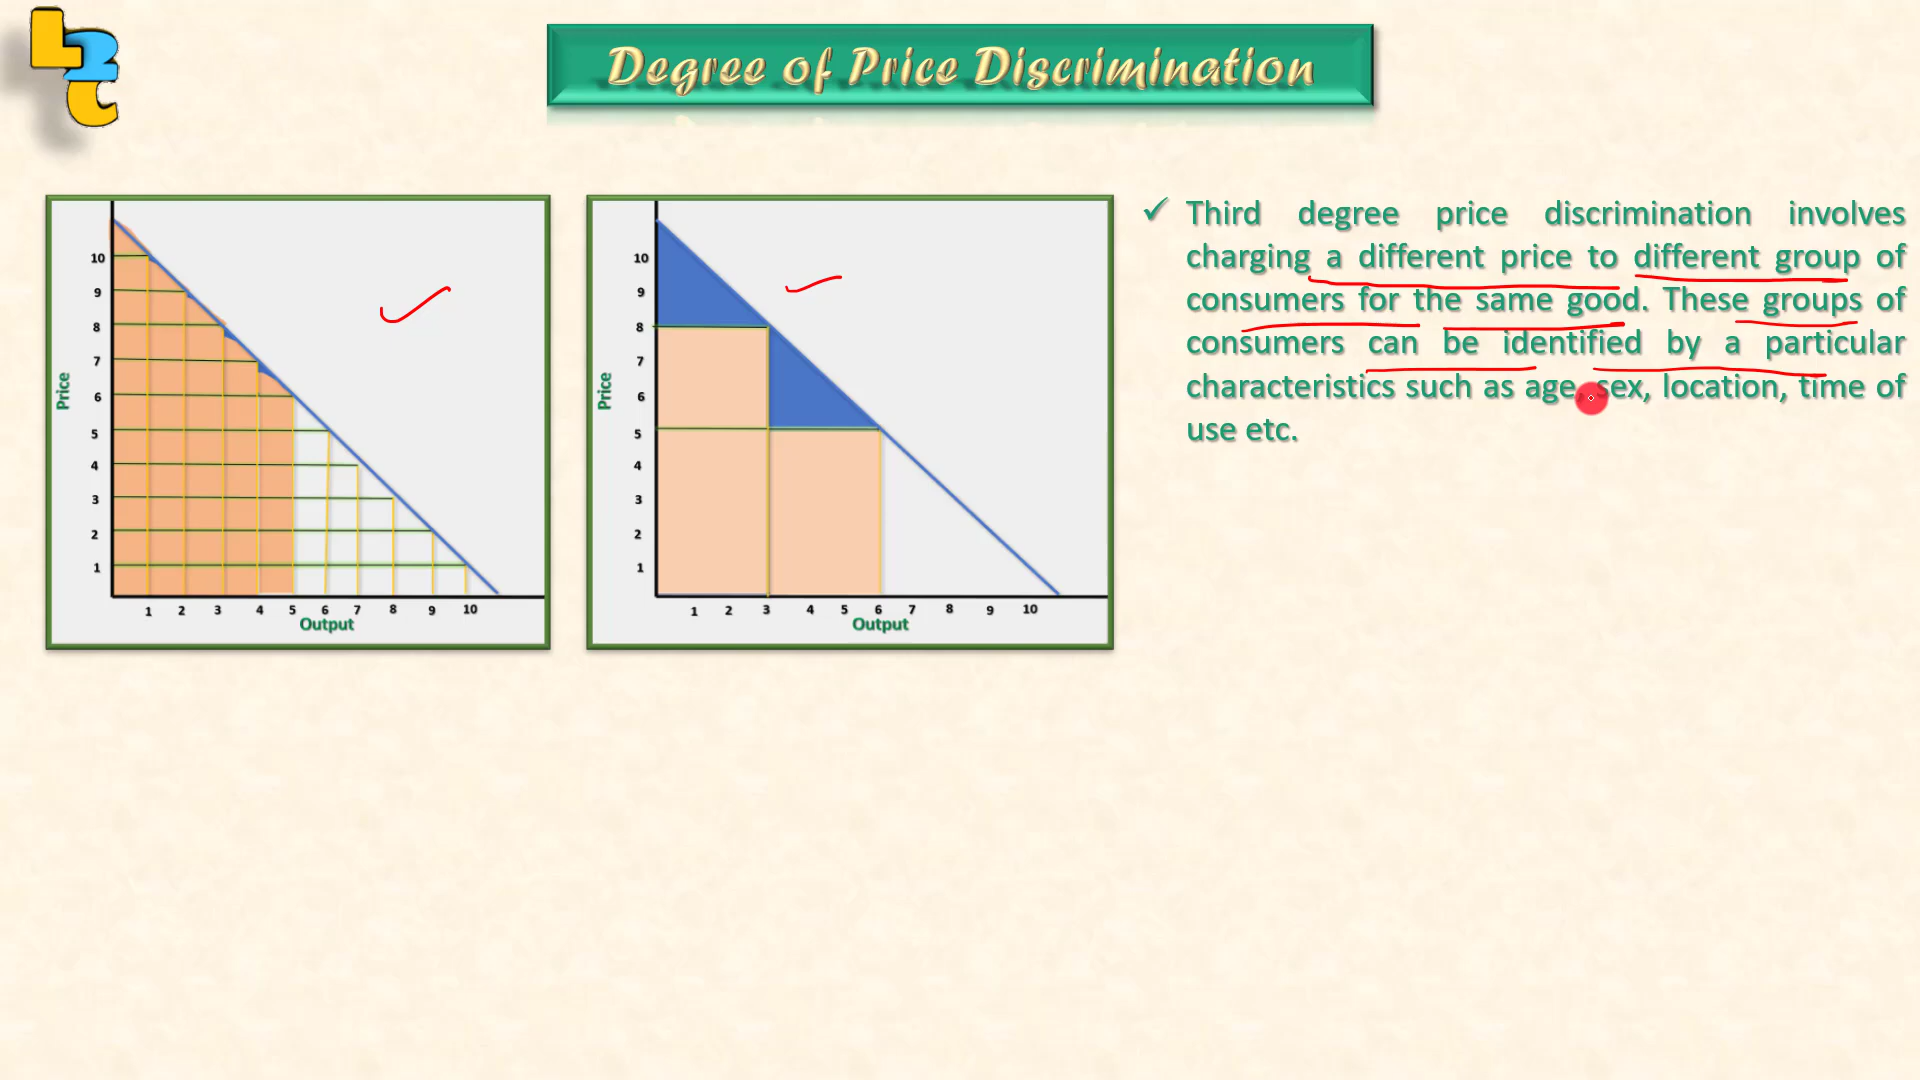 L2C
Degree of Price Discrimination
10
9
8
7
6
5
4
3
2
1
Price
1 2 3 4 5 6 7 8 9 10
Output
10
9
8
7
6
5
4
3
2
1
Price
1 2 3 4 5 6 7 8 9 10
Output
✓ Third degree price discrimination involves
charging a different price to different group of
consumers for the same good. These groups of
consumers can be identified by a particular
characteristics such as age, sex, location, time of
use etc.